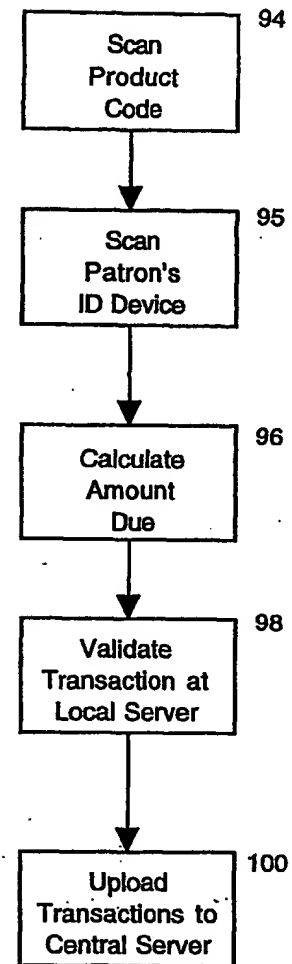 94
Scan
Product
Code
95
Scan
Patron's
ID Device
96
Calculate
Amount
Due
98
Validate
Transaction at
Local Server
100
Upload
Transactions to
Central Server